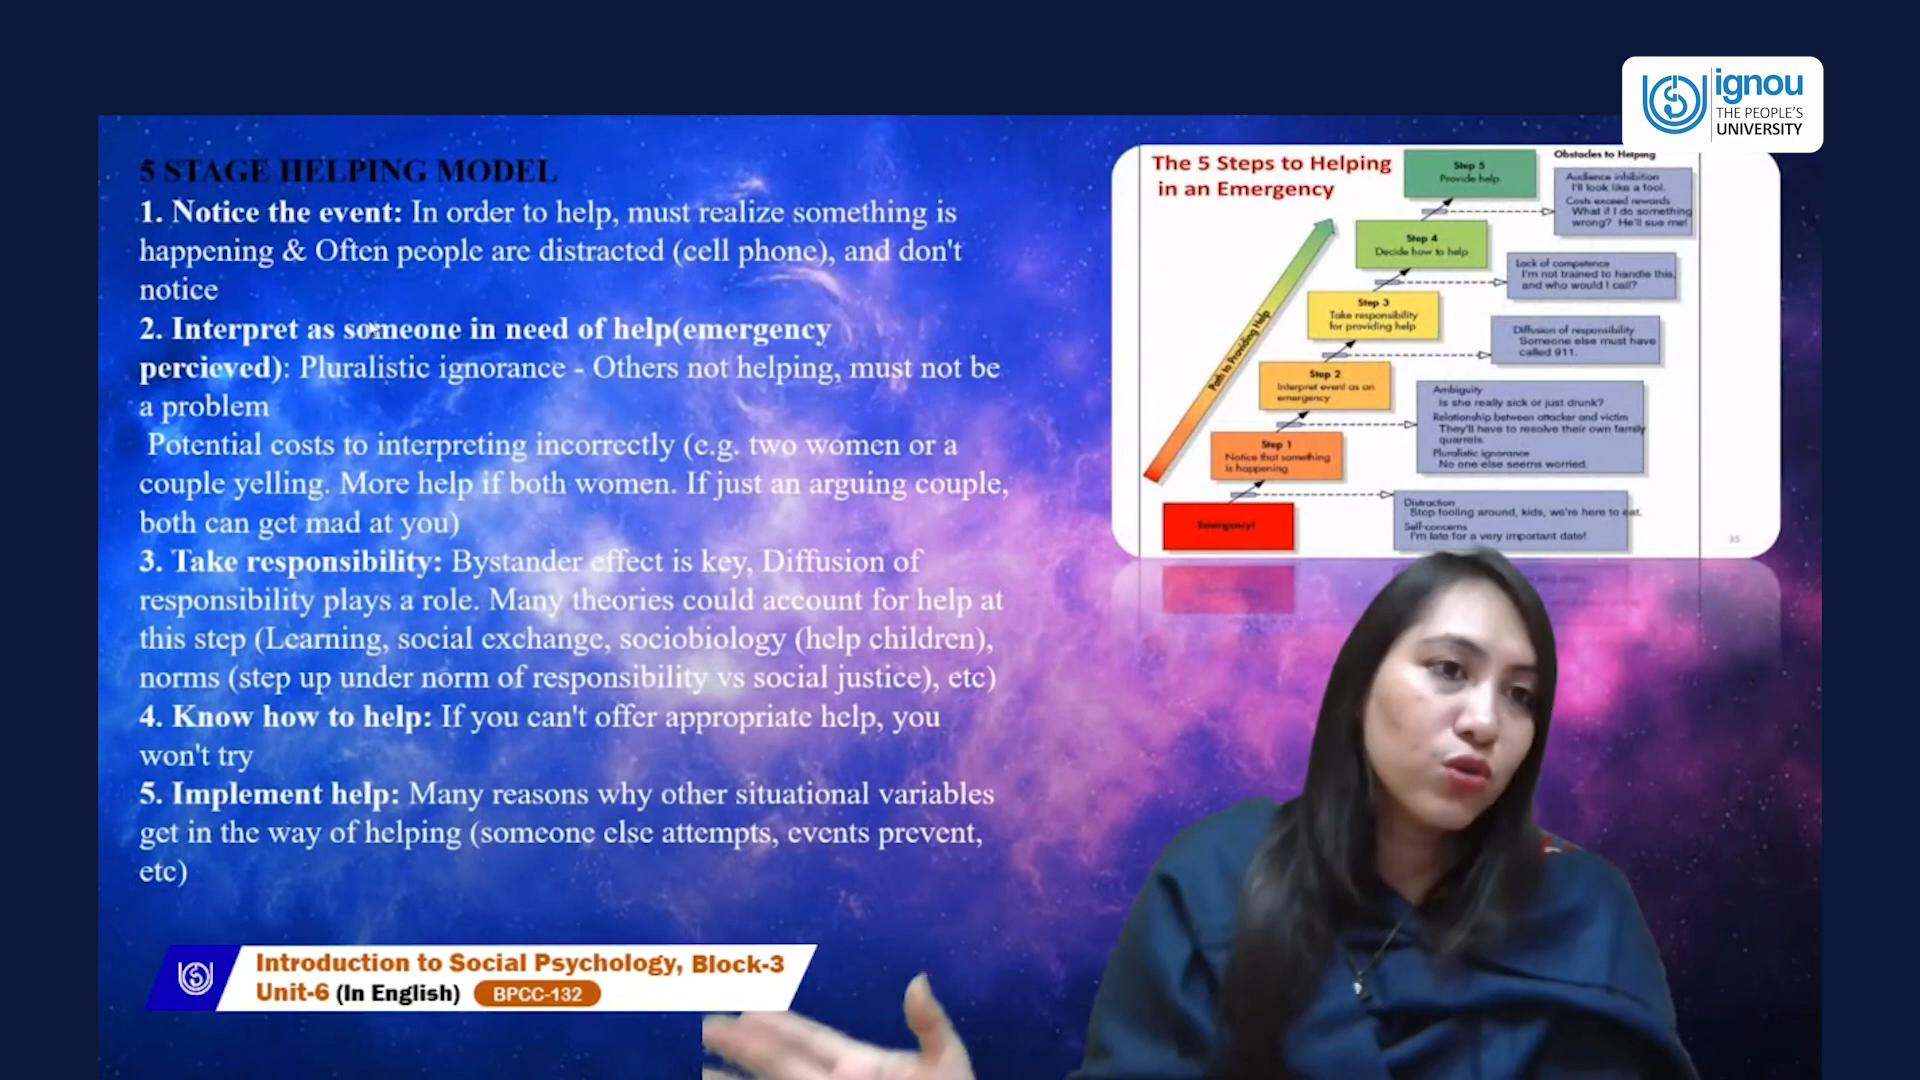 ignou
THE PEOPLE'S
UNIVERSITY
5 STAGE HELPING MODEL
1. Notice the event: In order to help, must realize something is
happening & Often people are distracted (cell phone), and don't
notice
2. Interpret as someone in need of help(emergency
percieved): Pluralistic ignorance - Others not helping, must not be
a problem
Potential costs to interpreting incorrectly (e.g. two women or a
couple yelling. More help if both women. If just an arguing couple,
both can get mad at you)
3. Take responsibility: Bystander effect is key, Diffusion of
responsibility plays a role. Many theories could account for help at
this step (Learning, social exchange, sociobiology (help children),
norms (step up under norm of responsibility vs social justice), etc)
4. Know how to help: If you can't offer appropriate help, you
won't try
5. Implement help: Many reasons why other situational variables
get in the way of helping (someone else attempts, events prevent,
etc)
The 5 Steps to Helping
in an Emergency
Obstacles to Helping
Step 5
Provide help
Audience inhibition
I'll look like a fool.
Costs exceed rewards
What if I do something
wrong? He'll sue me!
Step 4
Decide how to help
Lack of competence
I'm not trained to handle this,
and who would I call?
Step 3
Take responsibility
for providing help
Diffusion of responsibility
Someone else must have
called 911.
Path to Providing Help
Step 2
Interpret event as an
emergency
Ambiguity
Is she really sick or just drunk?
Relationship between attacker and victim
They'll have to resolve their own family
quarrels.
Pluralistic ignorance
No one else seems worried.
Step 1
Notice that something
is happening
Distraction
Stop fooling around, kids, we're here to eat.
Self-concerns
I'm late for a very important date!
Emergency!
35
Introduction to Social Psychology, Block-3
Unit-6 (In English) BPCC-132